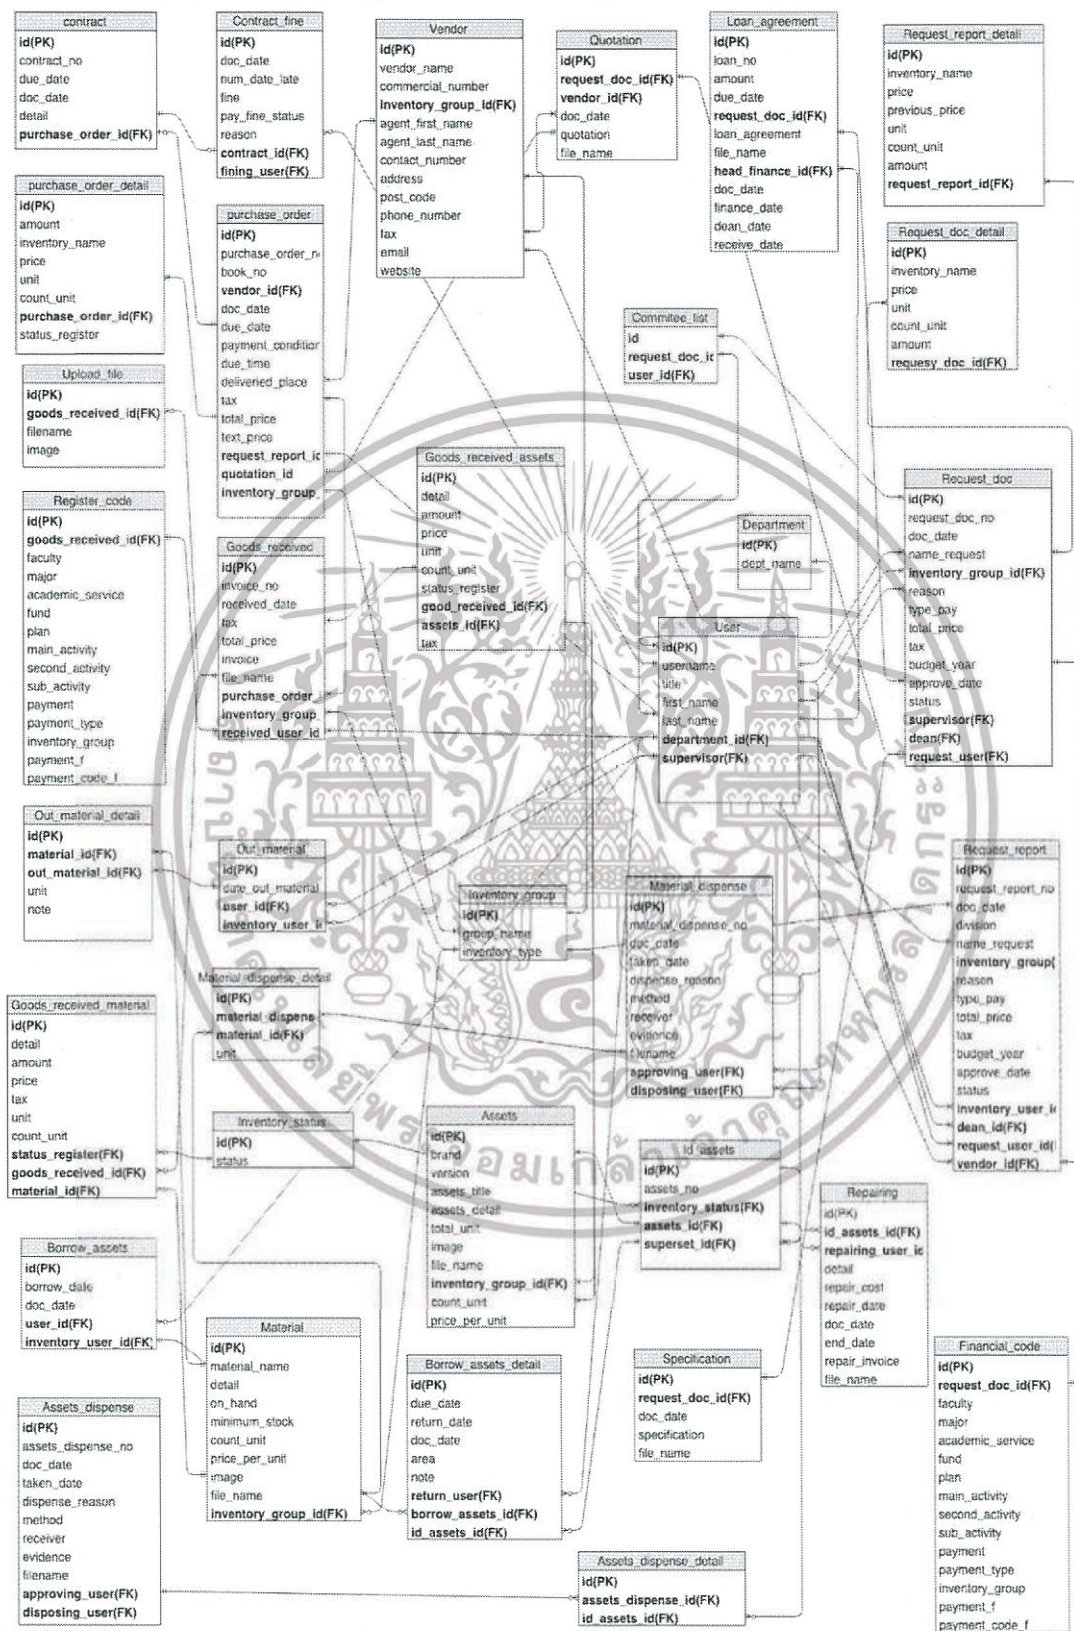 contract
id(PK)
contract_no
due_date
doc_date
detail
purchase_order_id(FK)
Contract_fine
id(PK)
doc_date
num_date_late
fine
pay_fine_status
reason
contract_id(FK)
fining_user(FK)
Vendor
id(PK)
vendor_name
commercial_number
inventory_group_id(FK)
agent_first_name
agent_last_name
contact_number
address
post_code
phone_number
fax
email
website
Quotation
id(PK)
request_doc_id(FK)
vendor_id(FK)
doc_date
quotation
file_name
Loan_agreement
id(PK)
loan_no
amount
due_date
request_doc_id(FK)
loan_agreement
file_name
head_finance_id(FK)
doc_date
finance_date
dean_date
receive_date
Request_report_detail
id(PK)
inventory_name
price
previous_price
unit
count_unit
amount
request_report_id(FK)
purchase_order_detail
id(PK)
amount
inventory_name
price
unit
count_unit
purchase_order_id(FK)
status_register
purchase_order
id(PK)
purchase_order_n
book_no
vendor_id(FK)
doc_date
due_date
payment_condition
due_time
delivered_place
tax
total_price
text_price
request_report_ic
quotation_id
inventory_group_
Request_doc_detail
id(PK)
inventory_name
price
unit
count_unit
amount
requesy_doc_id(FK)
Commitee_list
id
request_doc_ic
user_id(FK)
Upload_file
id(PK)
goods_received_id(FK)
filename
image
Goods_received_assets
id(PK)
detail
amount
price
unit
count_unit
status_register
good_received_id(FK)
assets_id(FK)
tax
Request_doc
id(PK)
request_doc_no
doc_date
name_request
inventory_group_id(FK)
reason
type_pay
total_price
tax
budget_year
approve_date
status
supervisor(FK)
dean(FK)
request_user(FK)
Register_code
id(PK)
goods_received_id(FK)
faculty
major
academic_service
fund
plan
main_activity
second_activity
sub_activity
payment
payment_type
inventory_group
payment_f
payment_code_f
Goods_received
id(PK)
invoice_no
received_date
tax
total_price
invoice
file_name
purchase_order_
inventory_group_
received_user_id
Department
id(PK)
dept_name
User
id(PK)
username
title
first_name
last_name
department_id(FK)
supervisor(FK)
Out_material_detail
id(PK)
material_id(FK)
out_material_id(FK)
unit
note
Out_material
id(PK)
date_out_material
user_id(FK)
inventory_user_i
Inventory_group
id(PK)
group_name
inventory_type
Material_dispense
id(PK)
material_dispense_no
doc_date
taken_date
dispense_reason
method
receiver
evidence
filename
approving_user(FK)
disposing_user(FK)
Request_report
id(PK)
request_report_no
doc_date
division
name_request
inventory_group(
reason
type_pay
total_price
tax
budget_year
approve_date
status
inventory_user_i
dean_id(FK)
request_user_id(
vendor_id(FK)
Material_dispense_detail
id(PK)
material_dispens
material_id(FK)
unit
Goods_received_material
id(PK)
detail
amount
price
tax
unit
count_unit
status_register(FK)
goods_received_id(FK)
material_id(FK)
Inventory_status
id(PK)
status
Assets
id(PK)
brand
version
assets_title
assets_detail
total_unit
image
file_name
inventory_group_id(FK)
count_unit
price_per_unit
id_assets
id(PK)
assets_no
inventory_status(FK)
assets_id(FK)
superset_id(FK)
Repairing
id(PK)
id_assets_id(FK)
repairing_user_ic
detail
repair_cost
repair_date
doc_date
end_date
repair_invoice
file_name
Borrow_assets
id(PK)
borrow_date
doc_date
user_id(FK)
inventory_user_id(FK)
Material
id(PK)
material_name
detail
on_hand
minimum_stock
count_unit
price_per_unit
image
file_name
inventory_group_id(FK)
Borrow_assets_detail
id(PK)
due_date
return_date
doc_date
area
note
return_user(FK)
borrow_assets_id(FK)
id_assets_id(FK)
Specification
id(PK)
request_doc_id(FK)
doc_date
specification
file_name
Financial_code
id(PK)
request_doc_id(FK)
faculty
major
academic_service
fund
plan
main_activity
second_activity
sub_activity
payment
payment_type
inventory_group
payment_f
payment_code_f
Assets_dispense
id(PK)
assets_dispense_no
doc_date
taken_date
dispense_reason
method
receiver
evidence
filename
approving_user(FK)
disposing_user(FK)
Assets_dispense_detail
id(PK)
assets_dispense_id(FK)
id_assets_id(FK)